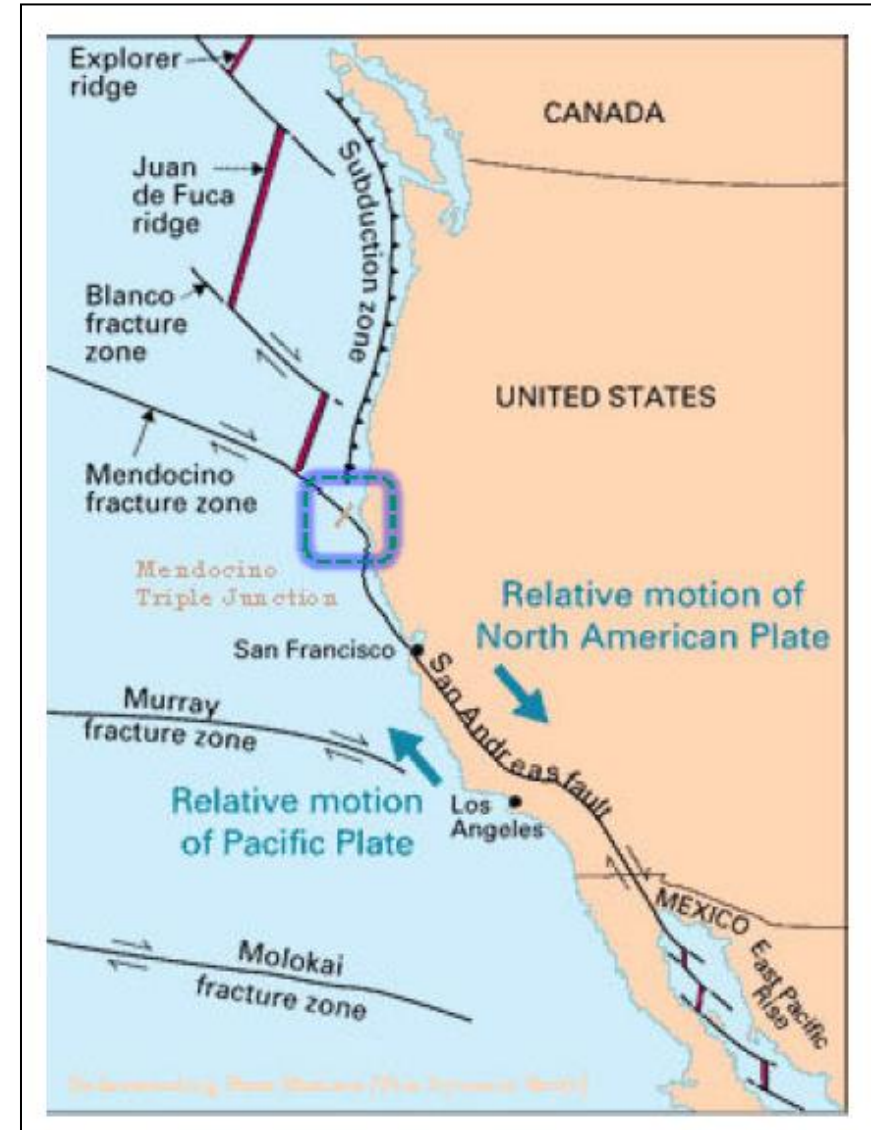 Explorer
ridge
CANADA
Juan
de Fuca
ridge
Subduction zone
Blanco
fracture
zone
UNITED STATES
Mendocino
fracture zone
Mendocino
Triple Junction
Relative motion of
North American Plate
San Francisco
San Andreas fault
Murray
fracture zone
Relative motion
of Pacific Plate
Los
Angeles
MEXICO
East Pacific
Rise
Molokai
fracture zone